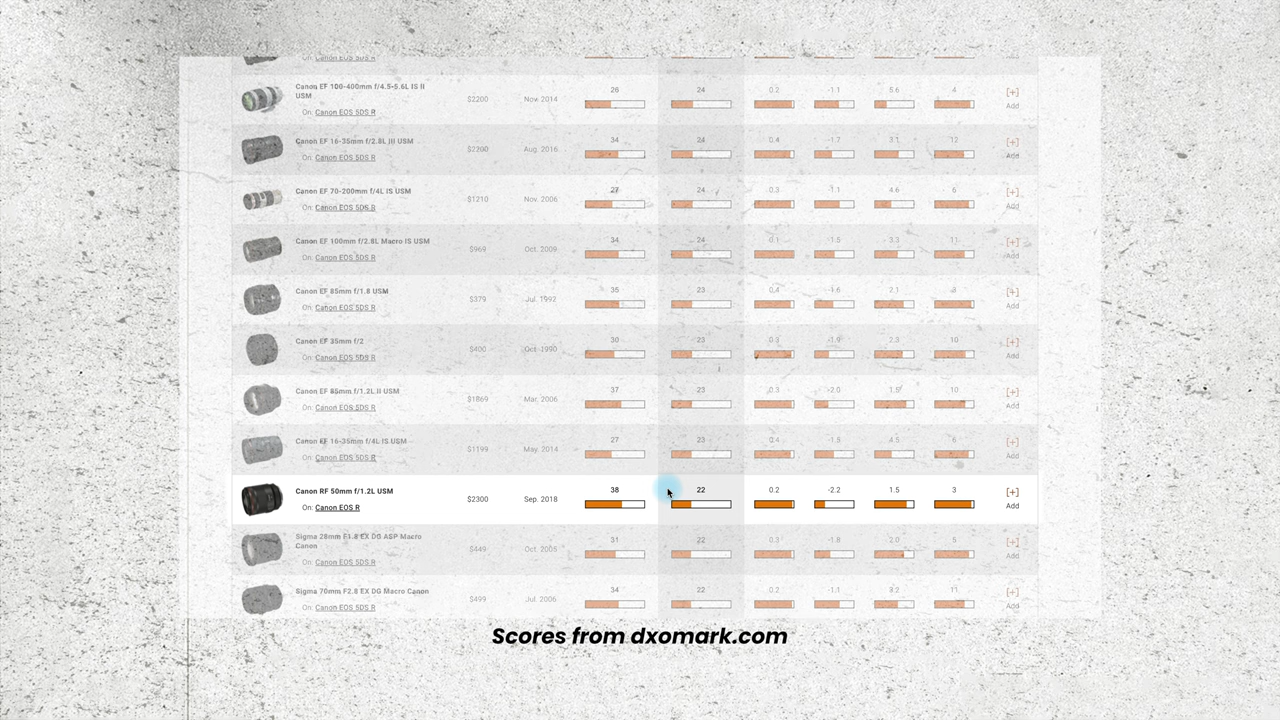 On: Canon EOS 5DS R
Canon EF 100-400mm f/4.5-5.6L IS II
USM
On: Canon EOS 5DS R
$2200 Nov. 2014 26 24 0.2 -1.1 5.6 4 [+] Add
Canon EF 16-35mm f/2.8L III USM
On: Canon EOS 5DS R
$2200 Aug. 2016 34 24 0.4 -1.7 3.1 12 [+] Add
Canon EF 70-200mm f/4L IS USM
On: Canon EOS 5DS R
$1210 Nov. 2006 27 24 0.3 -1.1 4.6 6 [+] Add
Canon EF 100mm f/2.8L Macro IS USM
On: Canon EOS 5DS R
$969 Oct. 2009 34 24 0.1 -1.5 3.3 11 [+] Add
Canon EF 85mm f/1.8 USM
On: Canon EOS 5DS R
$379 Jul. 1992 35 23 0.4 -1.6 2.1 [+] Add
Canon EF 35mm f/2
On: Canon EOS 5DS R
$400 Oct. 1990 30 23 0.3 -1.9 2.3 10 [+] Add
Canon EF 85mm f/1.2L II USM
On: Canon EOS 5DS R
$1869 Mar. 2006 37 23 0.3 -2.0 1.5 10 [+] Add
Canon EF 16-35mm f/4L IS USM
On: Canon EOS 5DS R
$1199 May. 2014 27 23 0.4 4.5 6 [+] Add
Canon RF 50mm f/1.2L USM
On: Canon EOS R
$2300 Sep. 2018 38 22 0.2 -2.2 1.5 3 [+] Add
Sigma 28mm F1.8 EX DG ASP Macro
Canon
On: Canon EOS 5DS R
$449 Oct. 2005 31 22 0.3 -1.8 2.0 [+] Add
Sigma 70mm F2.8 EX DG Macro Canon
On: Canon EOS 5DS R
$499 Jul. 2006 34 22 0.2 -1.1 3.2 11 [+] Add
Scores from dxomark.com